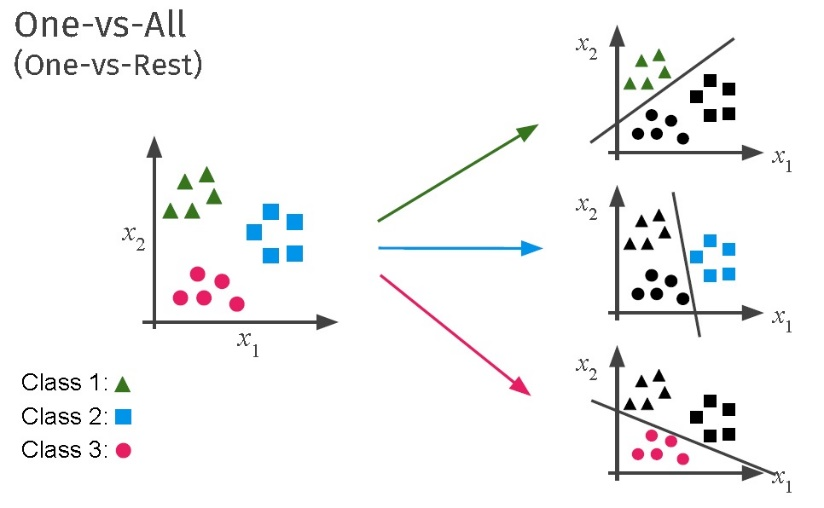 One-vs-All
(One-vs-Rest)
x2
x1
Class 1:
Class 2:
Class 3:
x2
x1
x2
x1
x2
x1